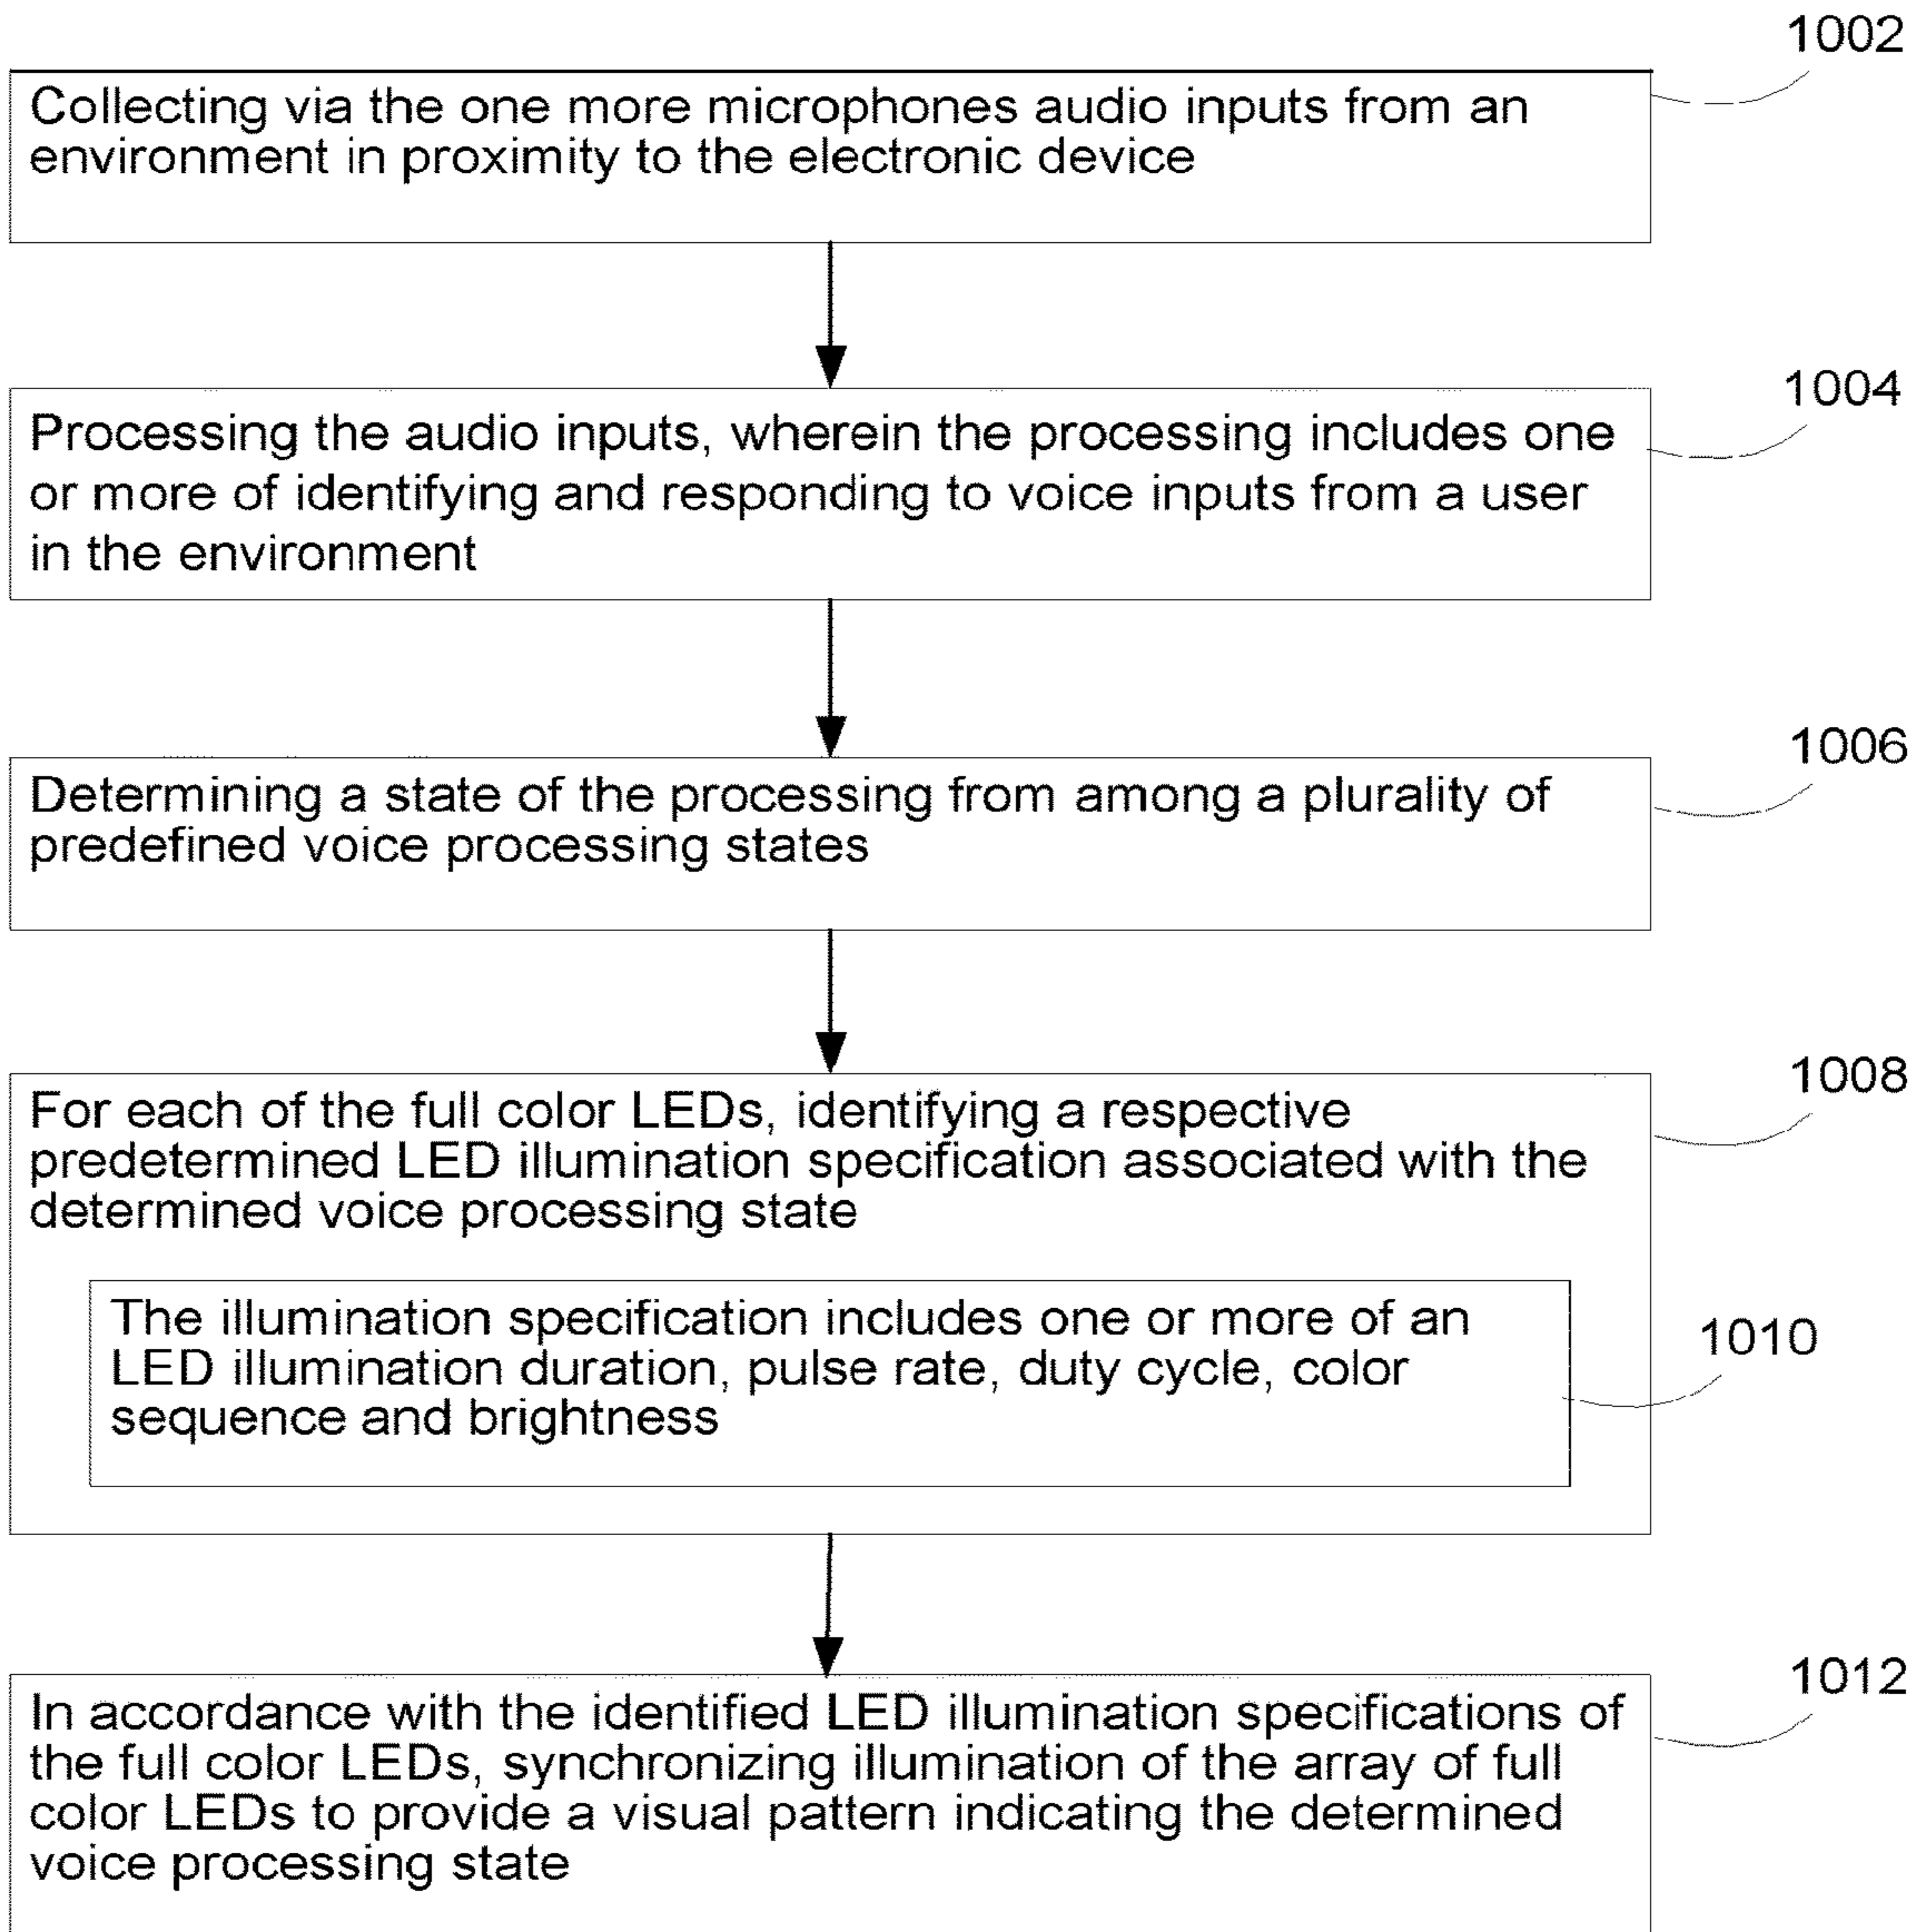 1002
Collecting via the one more microphones audio inputs from an
environment in proximity to the electronic device
1004
Processing the audio inputs, wherein the processing includes one
or more of identifying and responding to voice inputs from a user
in the environment
1006
Determining a state of the processing from among a plurality of
predefined voice processing states
1008
For each of the full color LEDs, identifying a respective
predetermined LED illumination specification associated with the
determined voice processing state
The illumination specification includes one or more of an
LED illumination duration, pulse rate, duty cycle, color
sequence and brightness
1010
1012
In accordance with the identified LED illumination specifications of
the full color LEDs, synchronizing illumination of the array of full
color LEDs to provide a visual pattern indicating the determined
voice processing state